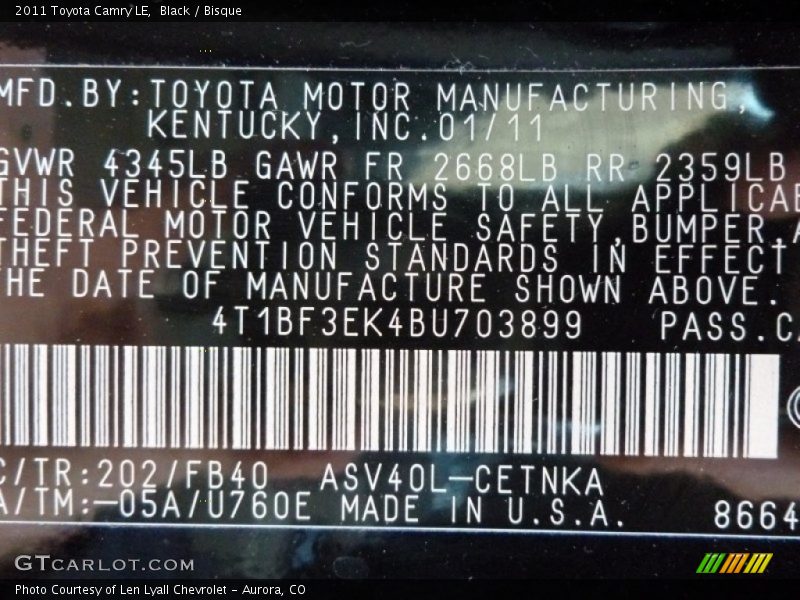 2011 Toyota Camry LE, Black / Bisque
MFD.BY:TOYOTA MOTOR MANUFACTURING,
KENTUCKY,INC.01/11
GVWR 4345LB GAWR FR 2668LB RR 2359LB
THIS VEHICLE CONFORMS TO ALL APPLICAB
FEDERAL MOTOR VEHICLE SAFETY,BUMPER,A
THEFT PREVENTION STANDARDS IN EFFECT
THE DATE OF MANUFACTURE SHOWN ABOVE.
4T1BF3EK4BU703899 PASS.CA
C/TR:202/FB40 ASV40L-CETNKA
A/TM:-05A/U760E MADE IN U.S.A. 8664
GTCARLOT.COM
Photo Courtesy of Len Lyall Chevrolet - Aurora, CO